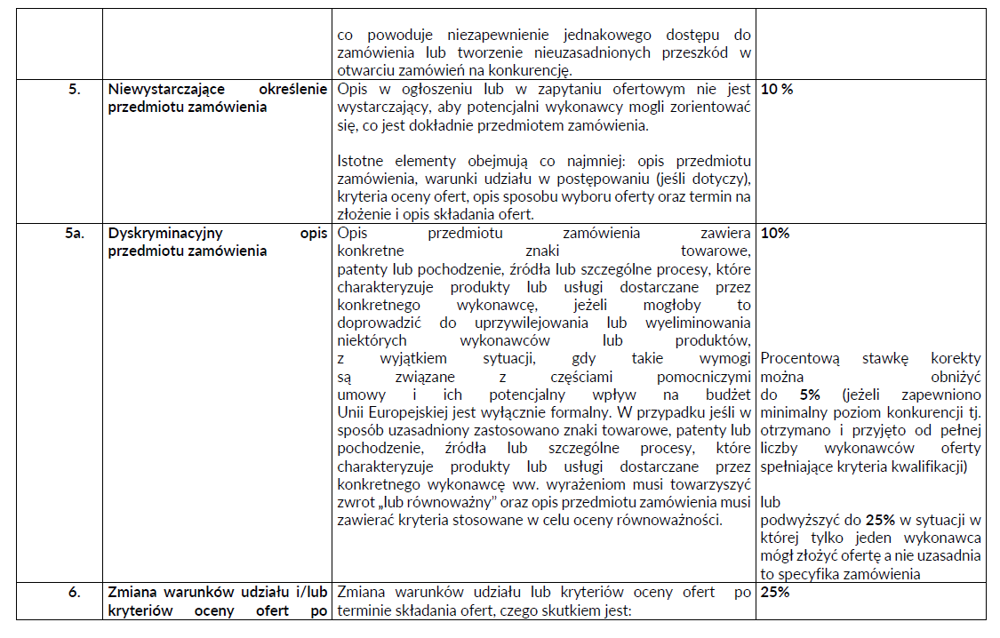 co powoduje niezapewnienie jednakowego dostępu do
zamówienia lub tworzenie nieuzasadnionych przeszkód w
otwarciu zamówień na konkurencję.
5.
Niewystarczające określenie
przedmiotu zamówienia
Opis w ogłoszeniu lub w zapytaniu ofertowym nie jest
wystarczający, aby potencjalni wykonawcy mogli zorientować
się, co jest dokładnie przedmiotem zamówienia.
Istotne elementy obejmują co najmniej: opis przedmiotu
zamówienia, warunki udziału w postępowaniu (jeśli dotyczy),
kryteria oceny ofert, opis sposobu wyboru oferty oraz termin na
złożenie i opis składania ofert.
10 %
5a.
Dyskryminacyjny opis
przedmiotu zamówienia
Opis przedmiotu zamówienia zawiera
konkretne znaki towarowe,
patenty lub pochodzenie, źródła lub szczególne procesy, które
charakteryzuje produkty lub usługi dostarczane przez
konkretnego wykonawcę, jeżeli mogłoby to
doprowadzić do uprzywilejowania lub wyeliminowania
niektórych wykonawców lub produktów,
z wyjątkiem sytuacji, gdy takie wymogi
są związane z częściami pomocniczymi
umowy i ich potencjalny wpływ na budżet
Unii Europejskiej jest wyłącznie formalny. W przypadku jeśli w
sposób uzasadniony zastosowano znaki towarowe, patenty lub
pochodzenie, źródła lub szczególne procesy, które
charakteryzuje produkty lub usługi dostarczane przez
konkretnego wykonawcę ww. wyrażeniom musi towarzyszyć
zwrot „lub równoważny” oraz opis przedmiotu zamówienia musi
zawierać kryteria stosowane w celu oceny równoważności.
10%
Procentową stawkę korekty
można obniżyć
do 5% (jeżeli zapewniono
minimalny poziom konkurencji tj.
otrzymano i przyjęto od pełnej
liczby wykonawców oferty
spełniające kryteria kwalifikacji)
lub
podwyższyć do 25% w sytuacji w
której tylko jeden wykonawca
mógł złożyć ofertę a nie uzasadnia
to specyfika zamówienia
6.
Zmiana warunków udziału i/lub
kryteriów oceny ofert po
Zmiana warunków udziału lub kryteriów oceny ofert po
terminie składania ofert, czego skutkiem jest:
25%